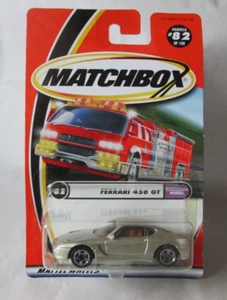 VEHICLE
#82
OF 100
MATCHBOX
#82
FERRARI 456 GT
MATTEL WHEELS